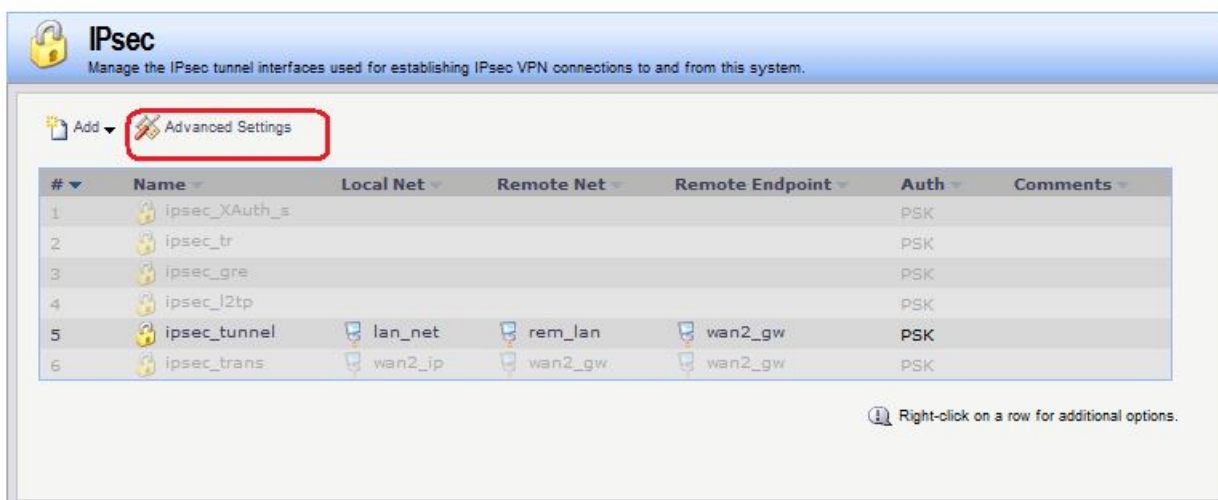 IPsec
Manage the IPsec tunnel interfaces used for establishing IPsec VPN connections to and from this system.
Add Advanced Settings
# Name Local Net Remote Net Remote Endpoint Auth Comments
1 ipsec_XAuth_s PSK
2 ipsec_tr PSK
3 ipsec_gre PSK
4 ipsec_l2tp PSK
5 ipsec_tunnel lan_net rem_lan wan2_gw PSK
6 ipsec_trans wan2_ip wan2_gw wan2_gw PSK
Right-click on a row for additional options.